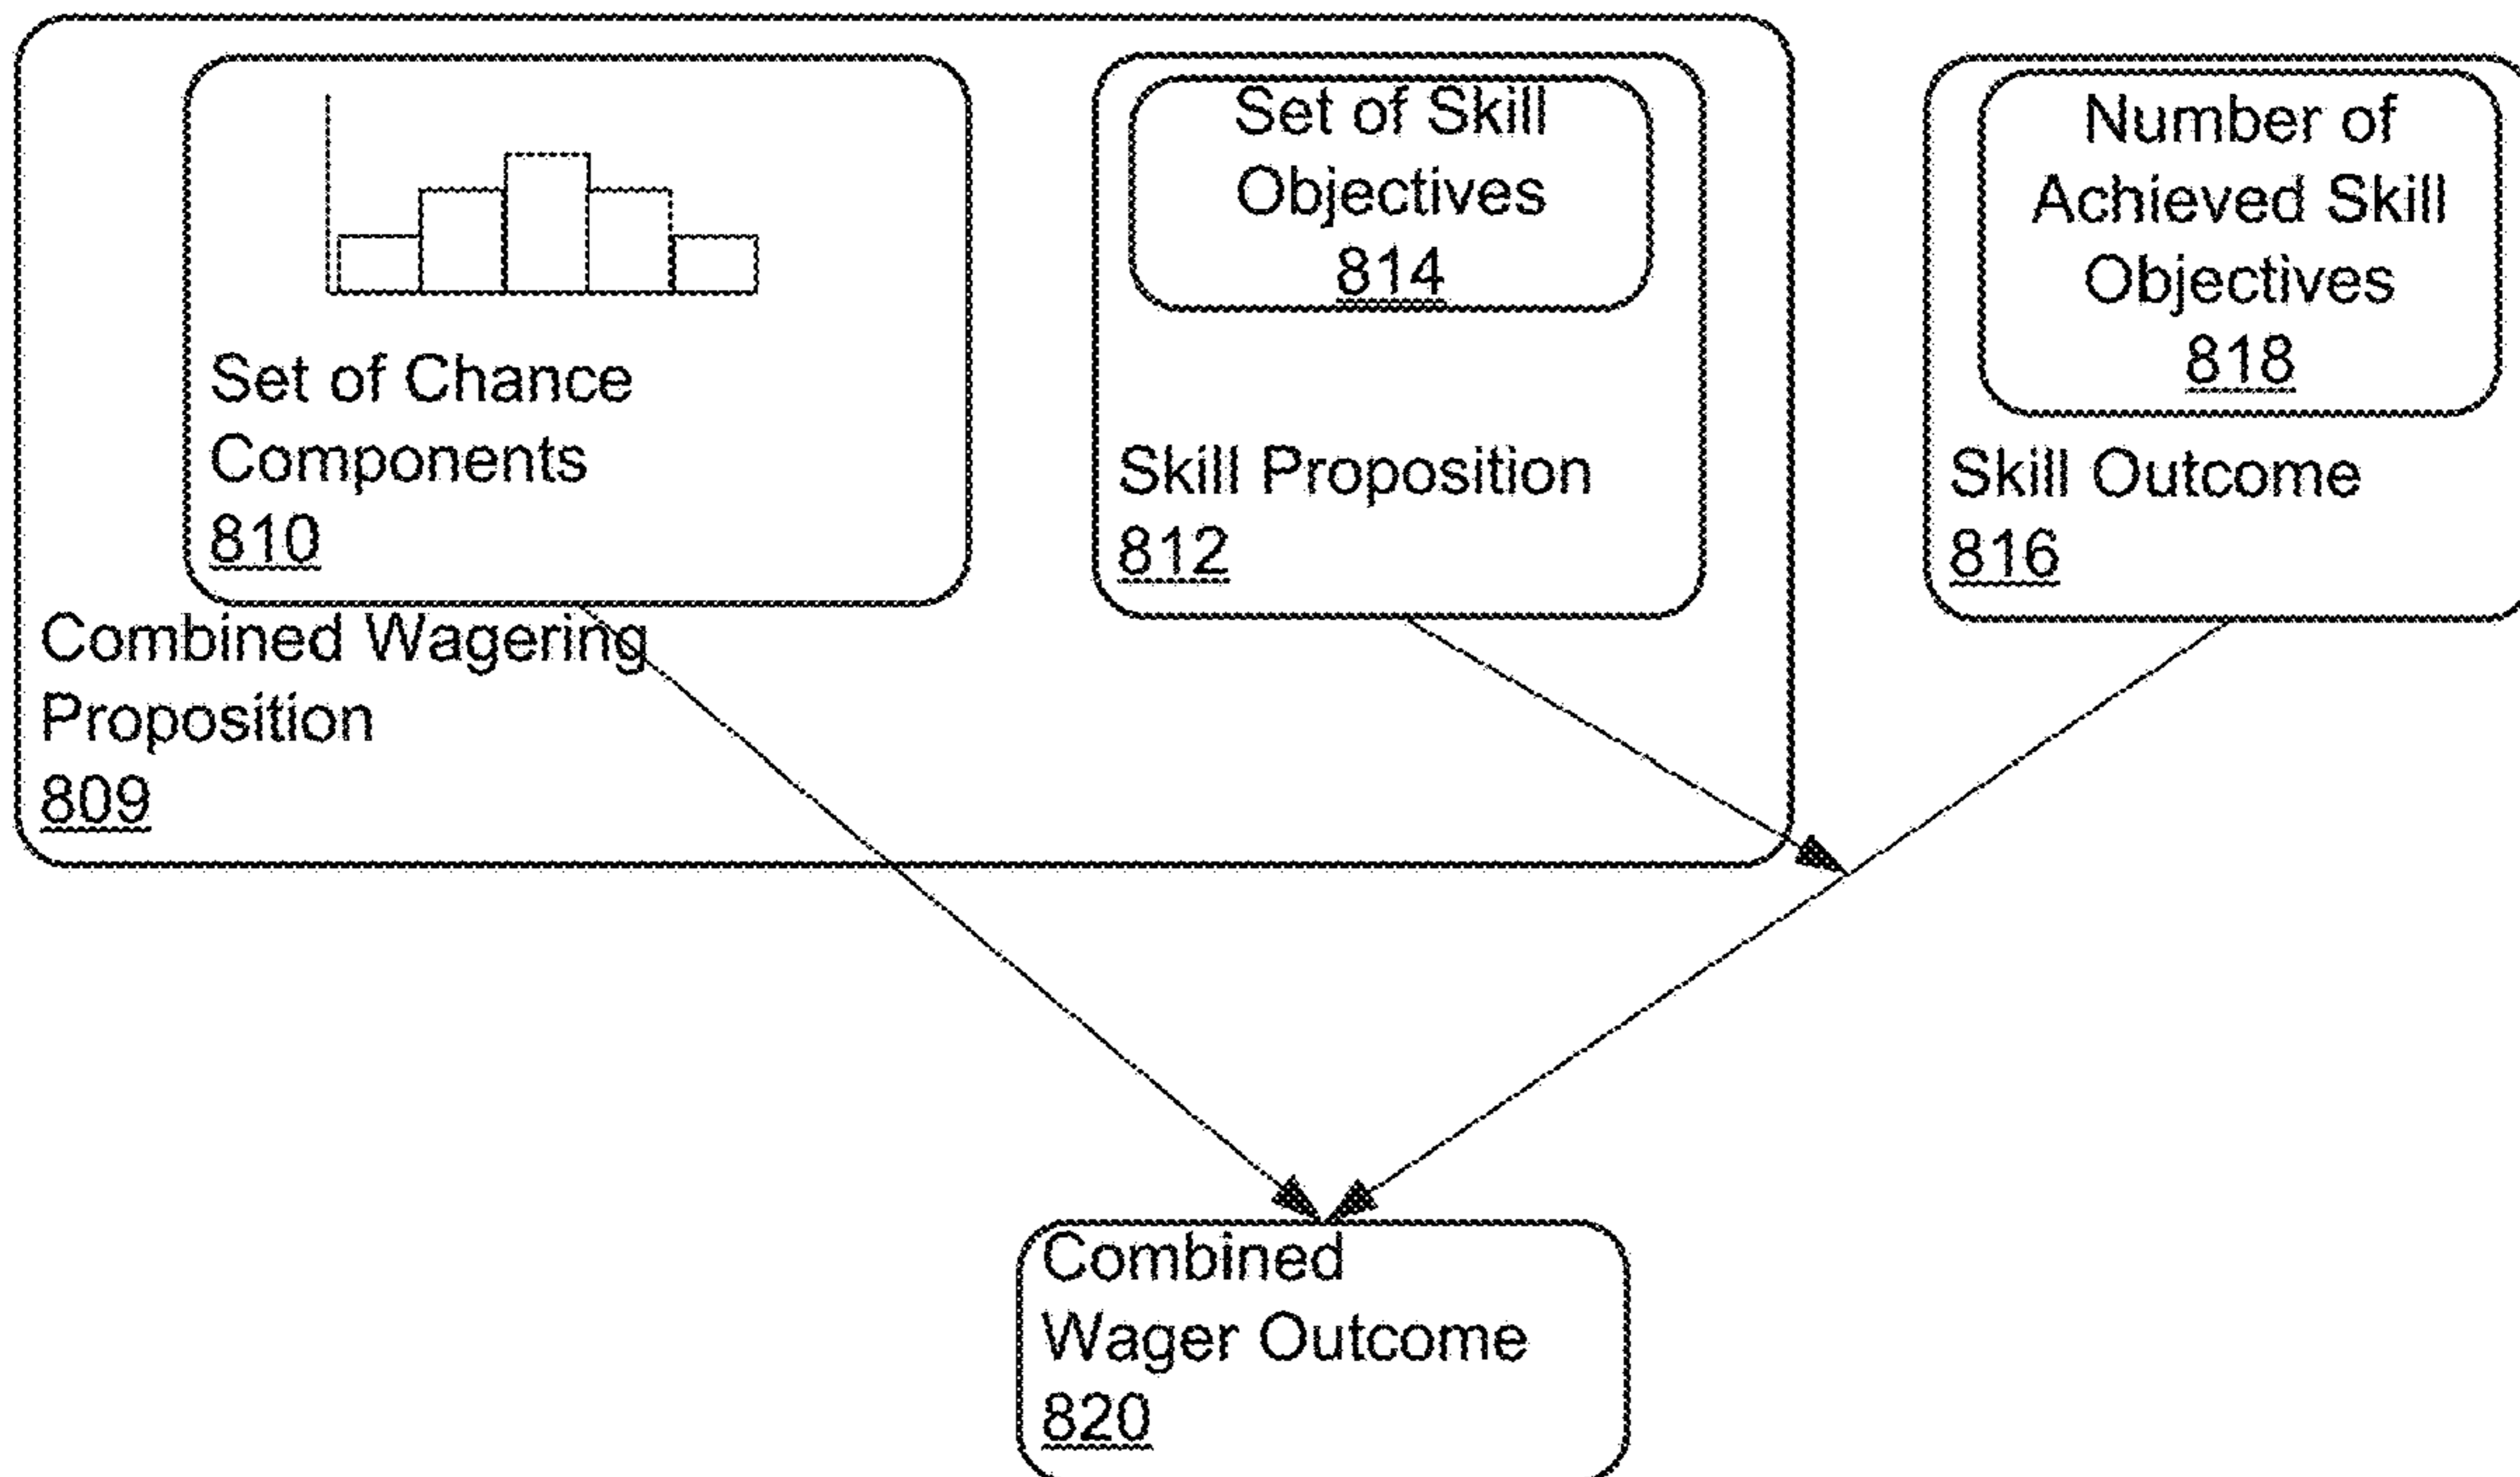 Set of Chance
Components
810
Combined Wagering
Proposition
809
Set of Skill
Objectives
814
Skill Proposition
812
Number of
Achieved Skill
Objectives
818
Skill Outcome
816
Combined
Wager Outcome
820